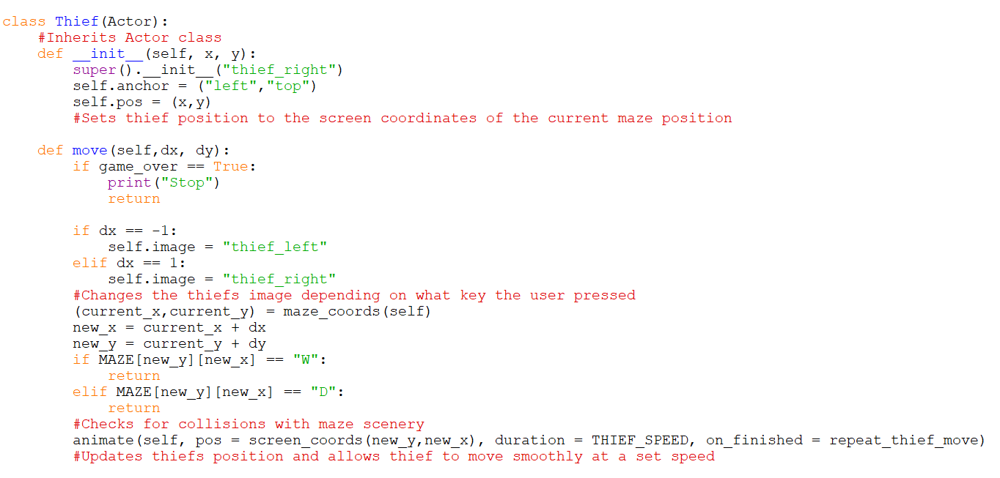 class Thief(Actor):
    #Inherits Actor class
    def __init__(self, x, y):
        super().__init__("thief_right")
        self.anchor = ("left","top")
        self.pos = (x,y)
        #Sets thief position to the screen coordinates of the current maze position

    def move(self,dx, dy):
        if game_over == True:
            print("Stop")
            return

        if dx == -1:
            self.image = "thief_left"
        elif dx == 1:
            self.image = "thief_right"
        #Changes the thiefs image depending on what key the user pressed
        (current_x,current_y) = maze_coords(self)
        new_x = current_x + dx
        new_y = current_y + dy
        if MAZE[new_y][new_x] == "W":
            return
        elif MAZE[new_y][new_x] == "D":
            return
        #Checks for collisions with maze scenery
        animate(self, pos = screen_coords(new_y,new_x), duration = THIEF_SPEED, on_finished = repeat_thief_move)
        #Updates thiefs position and allows thief to move smoothly at a set speed